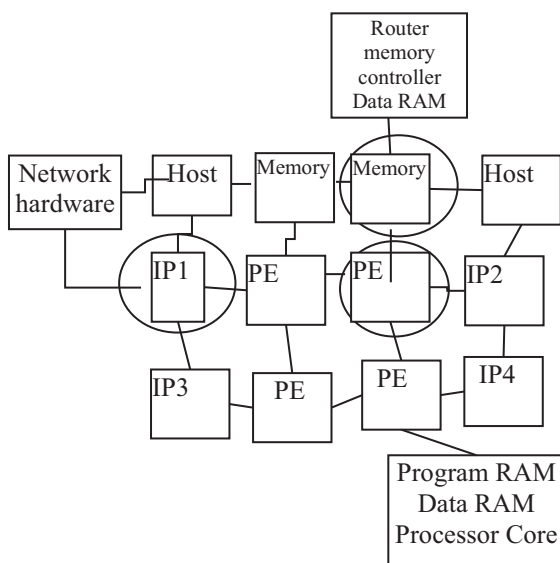 Router
memory
controller
Data RAM
Network
hardware
Host
Memory
Memory
Host
IP1
PE
PE
IP2
IP3
PE
PE
IP4
Program RAM
Data RAM
Processor Core